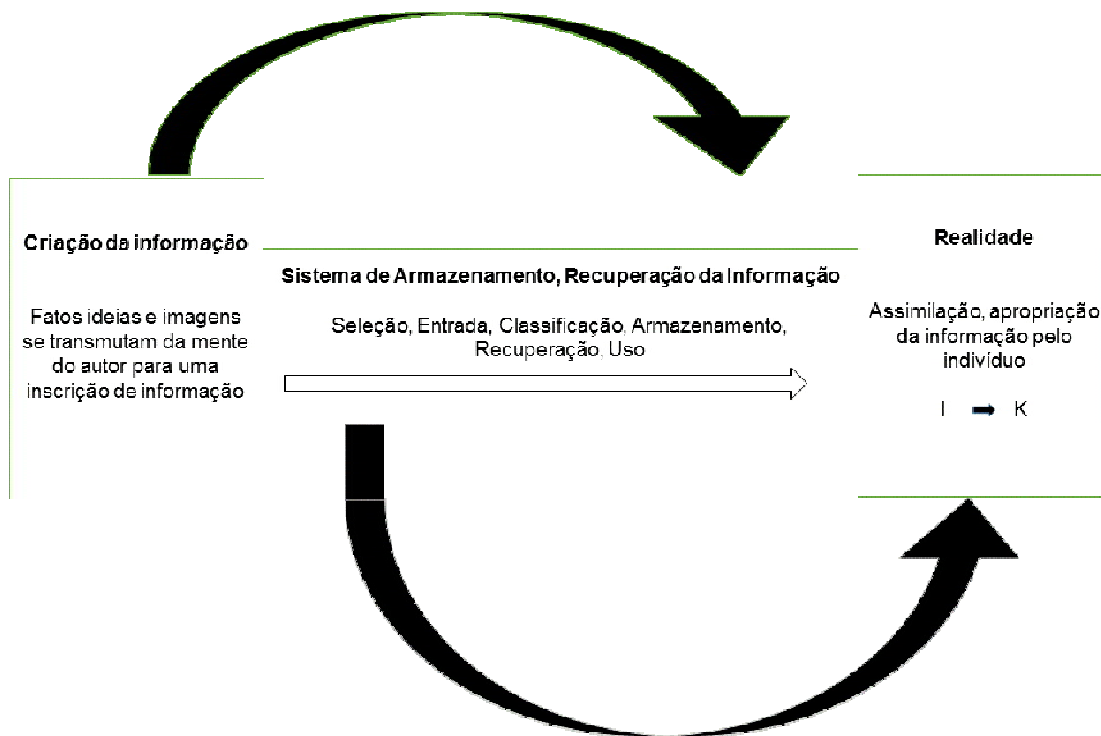 Criação da informação
Fatos ideias e imagens
se transmutam da mente
do autor para uma
inscrição de informação
Sistema de Armazenamento, Recuperação da Informação
Seleção, Entrada, Classificação, Armazenamento,
Recuperação, Uso
Realidade
Assimilação, apropriação
da informação pelo
indivíduo
I K